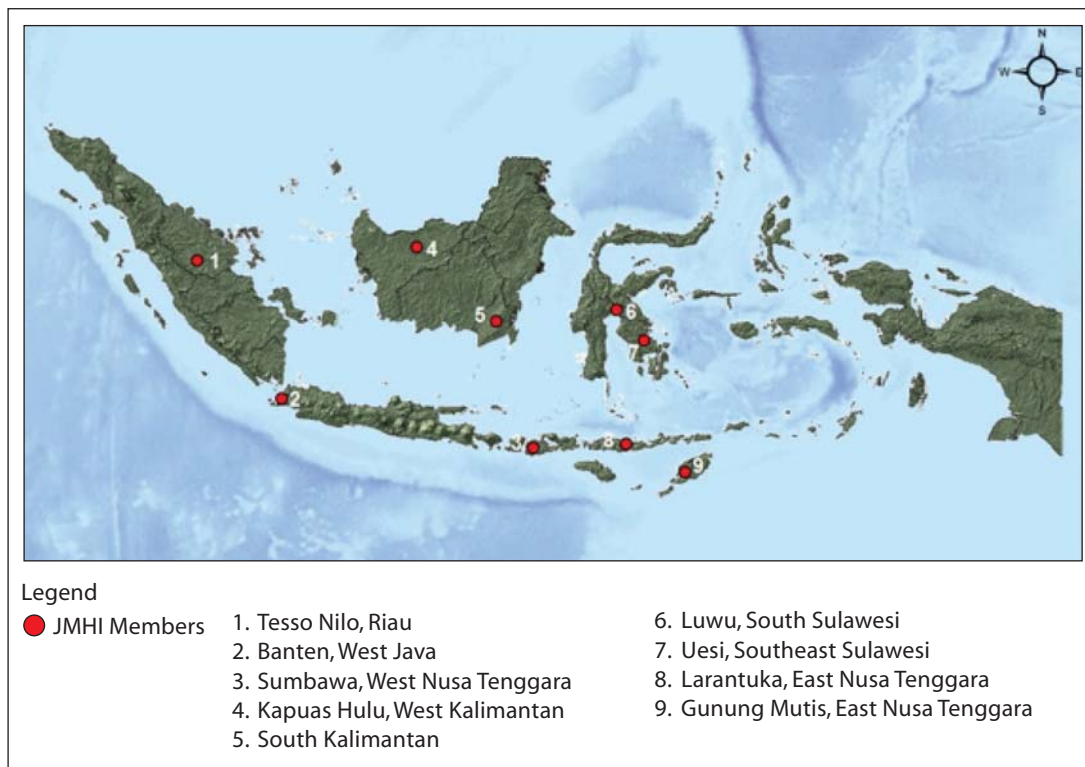 N
W E
S
1
4
5
6
7
2
3
8
9
Legend
JMHI Members
1. Tesso Nilo, Riau
2. Banten, West Java
3. Sumbawa, West Nusa Tenggara
4. Kapuas Hulu, West Kalimantan
5. South Kalimantan
6. Luwu, South Sulawesi
7. Uesi, Southeast Sulawesi
8. Larantuka, East Nusa Tenggara
9. Gunung Mutis, East Nusa Tenggara